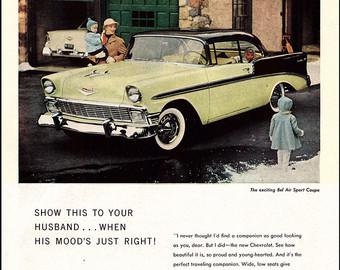 The exciting Bel Air Sport Coupe
SHOW THIS TO YOUR
HUSBAND...WHEN
HIS MOOD'S JUST RIGHT!
"I never thought I'd find a companion as good looking
as you, dear. But I did—the new Chevrolet. See how
beautiful it is, so proud and young-hearted. And it's the
perfect traveling companion. Wide, low seats give